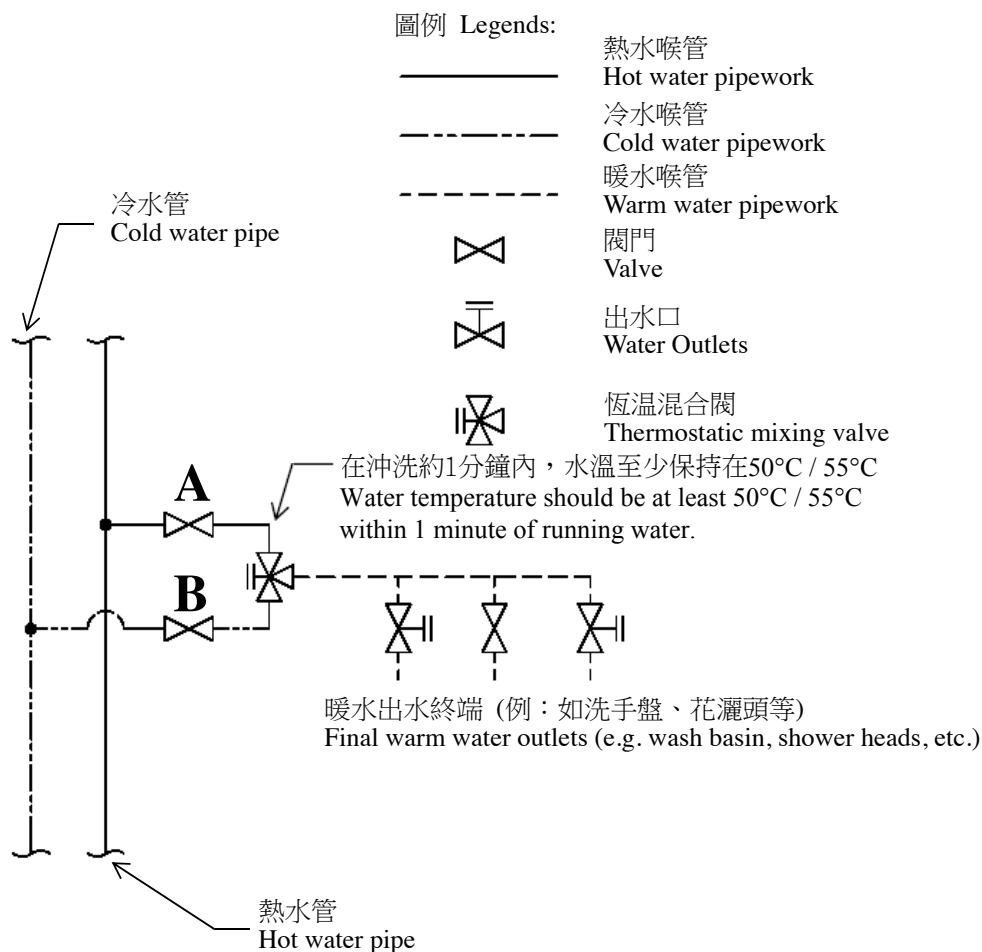 圖例 Legends:
熱水喉管
Hot water pipework
冷水喉管
Cold water pipework
暖水喉管
Warm water pipework
閥門
Valve
出水口
Water Outlets
恆温混合閥
Thermostatic mixing valve
冷水管
Cold water pipe
在沖洗約1分鐘內，水溫至少保持在50°C / 55°C
Water temperature should be at least 50°C / 55°C
within 1 minute of running water.
A
B
暖水出水終端 (例：如洗手盤、花灑頭等)
Final warm water outlets (e.g. wash basin, shower heads, etc.)
熱水管
Hot water pipe